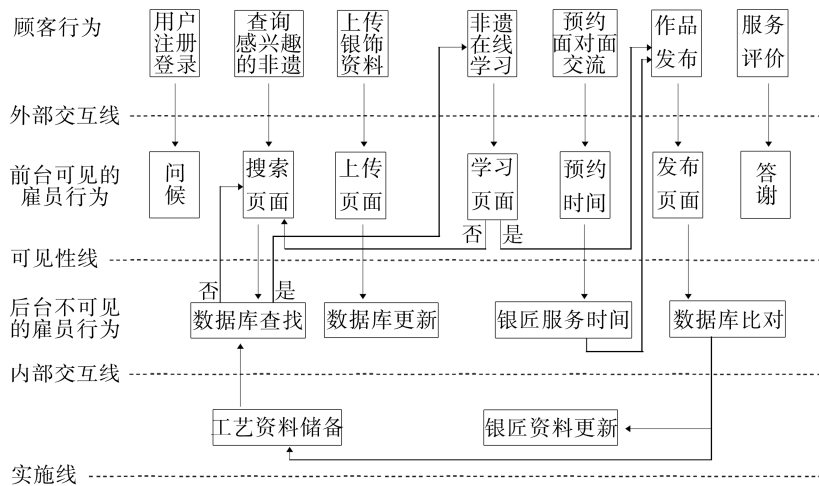 顾客行为
用户
注册
登录
查询
感兴趣
的非遗
上传
银饰
资料
非遗
在线
学习
预约
面对面
交流
作品
发布
服务
评价
外部交互线
前台可见的
雇员行为
问
候
搜索
页面
上传
页面
学习
页面
预约
时间
发布
页面
答
谢
否
是
可见性线
后台不可见
的雇员行为
否
是
数据库查找
数据库更新
银匠服务时间
数据库比对
内部交互线
工艺资料储备
银匠资料更新
实施线